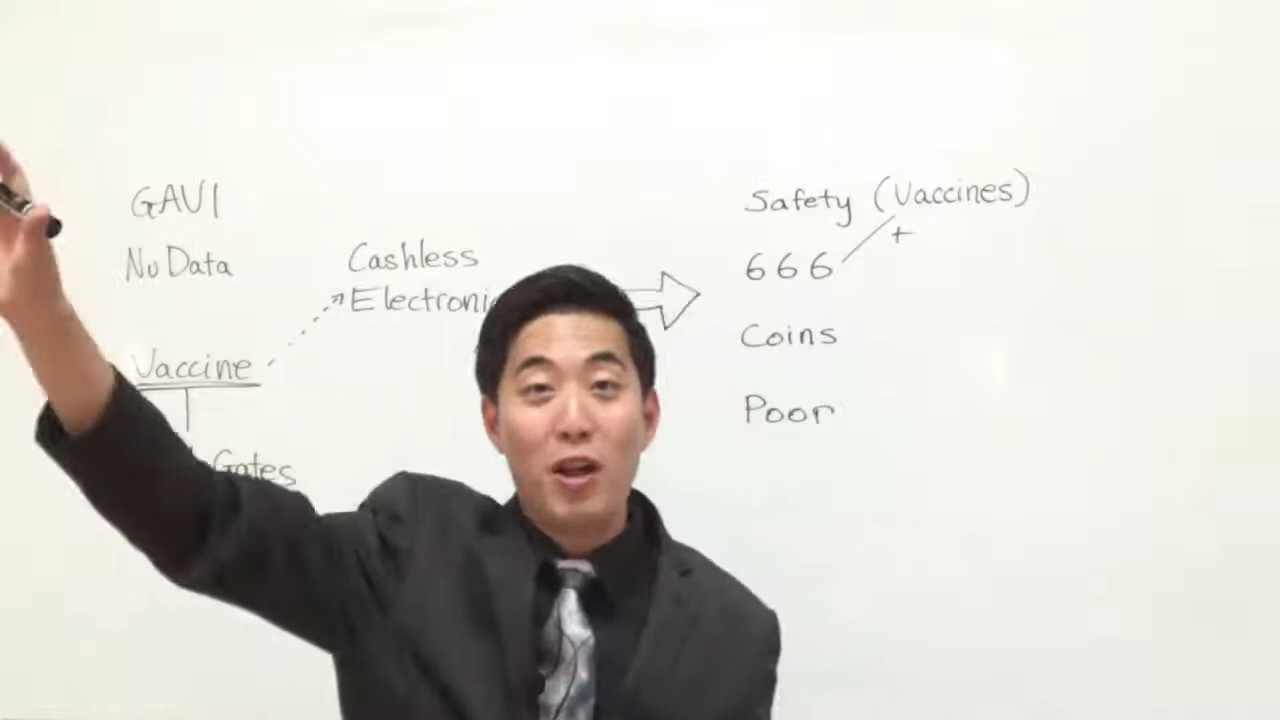 GAVI
NuData
Vaccine
Gates
Cashless
Electroni
Safety (Vaccines)
+
666
Coins
Poor